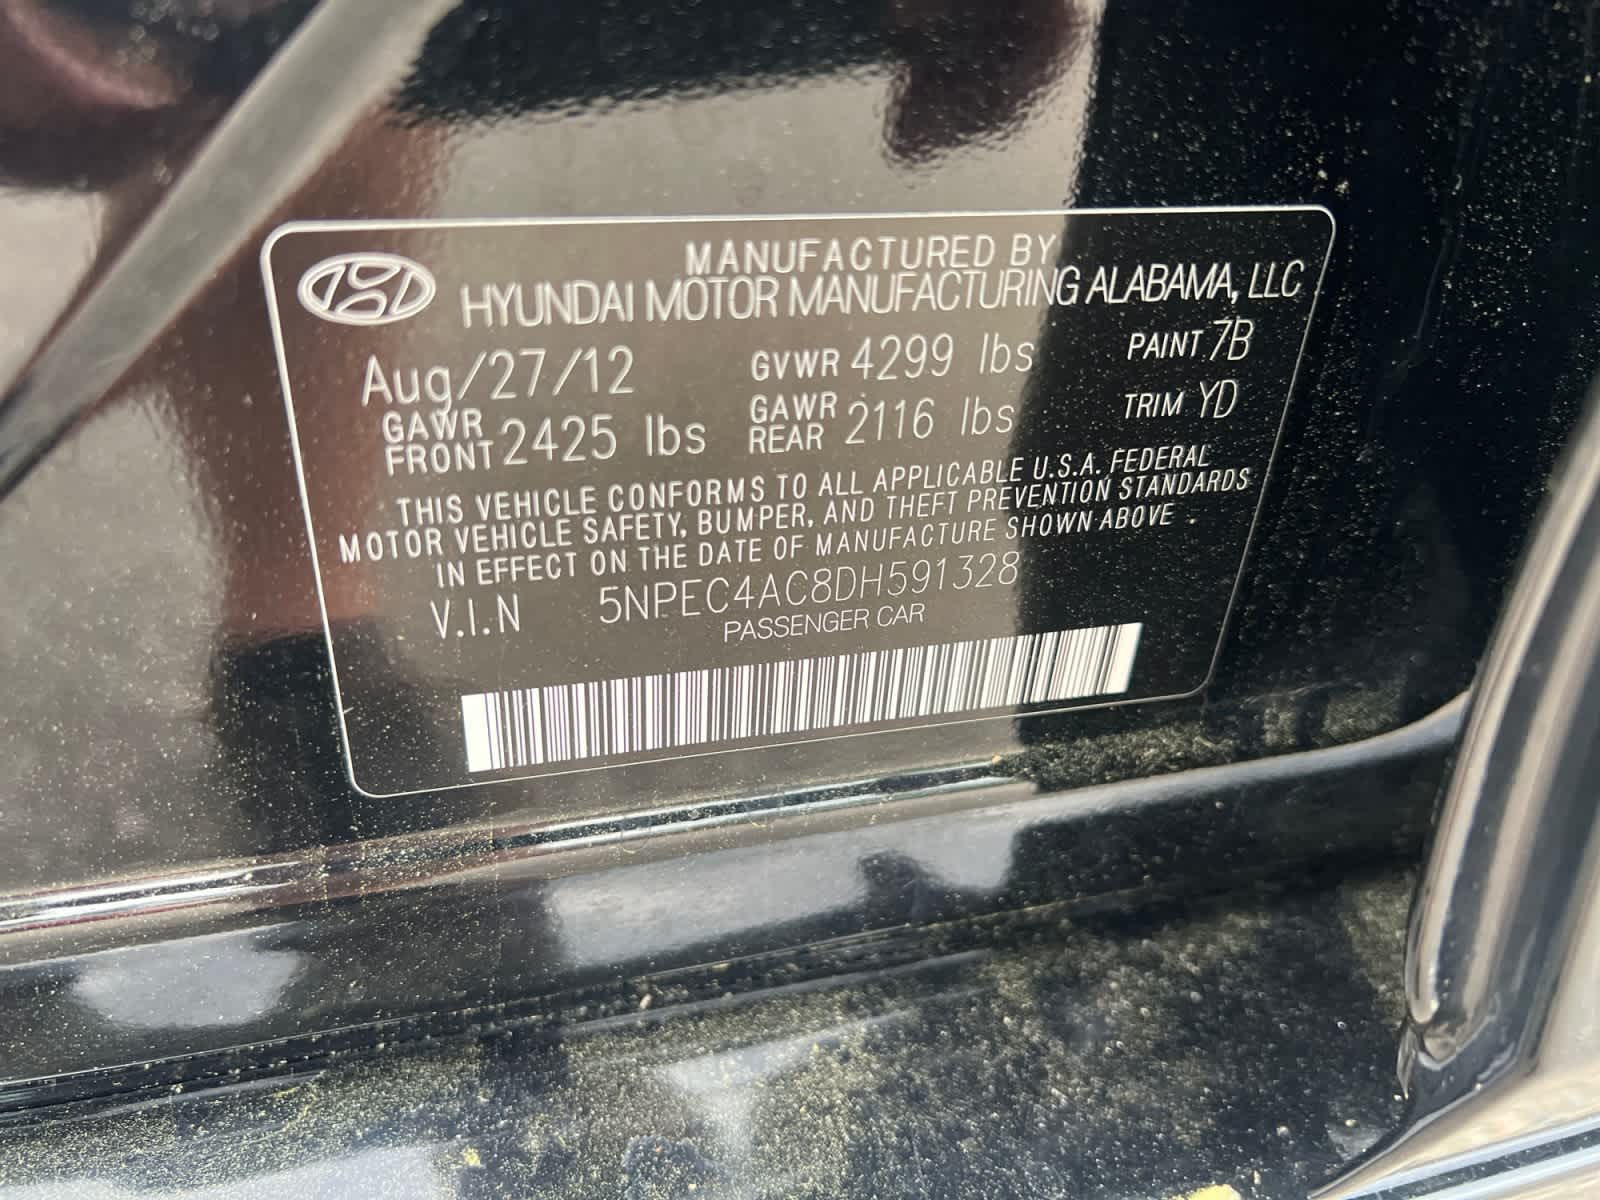 MANUFACTURED BY
HYUNDAI MOTOR MANUFACTURING ALABAMA, LLC
Aug/27/12 GVWR 4299 lbs PAINT 7B
GAWR FRONT 2425 lbs GAWR REAR 2116 lbs TRIM YD
THIS VEHICLE CONFORMS TO ALL APPLICABLE U.S.A. FEDERAL
MOTOR VEHICLE SAFETY, BUMPER, AND THEFT PREVENTION STANDARDS
IN EFFECT ON THE DATE OF MANUFACTURE SHOWN ABOVE .
V.I.N 5NPEC4AC8DH591328
PASSENGER CAR